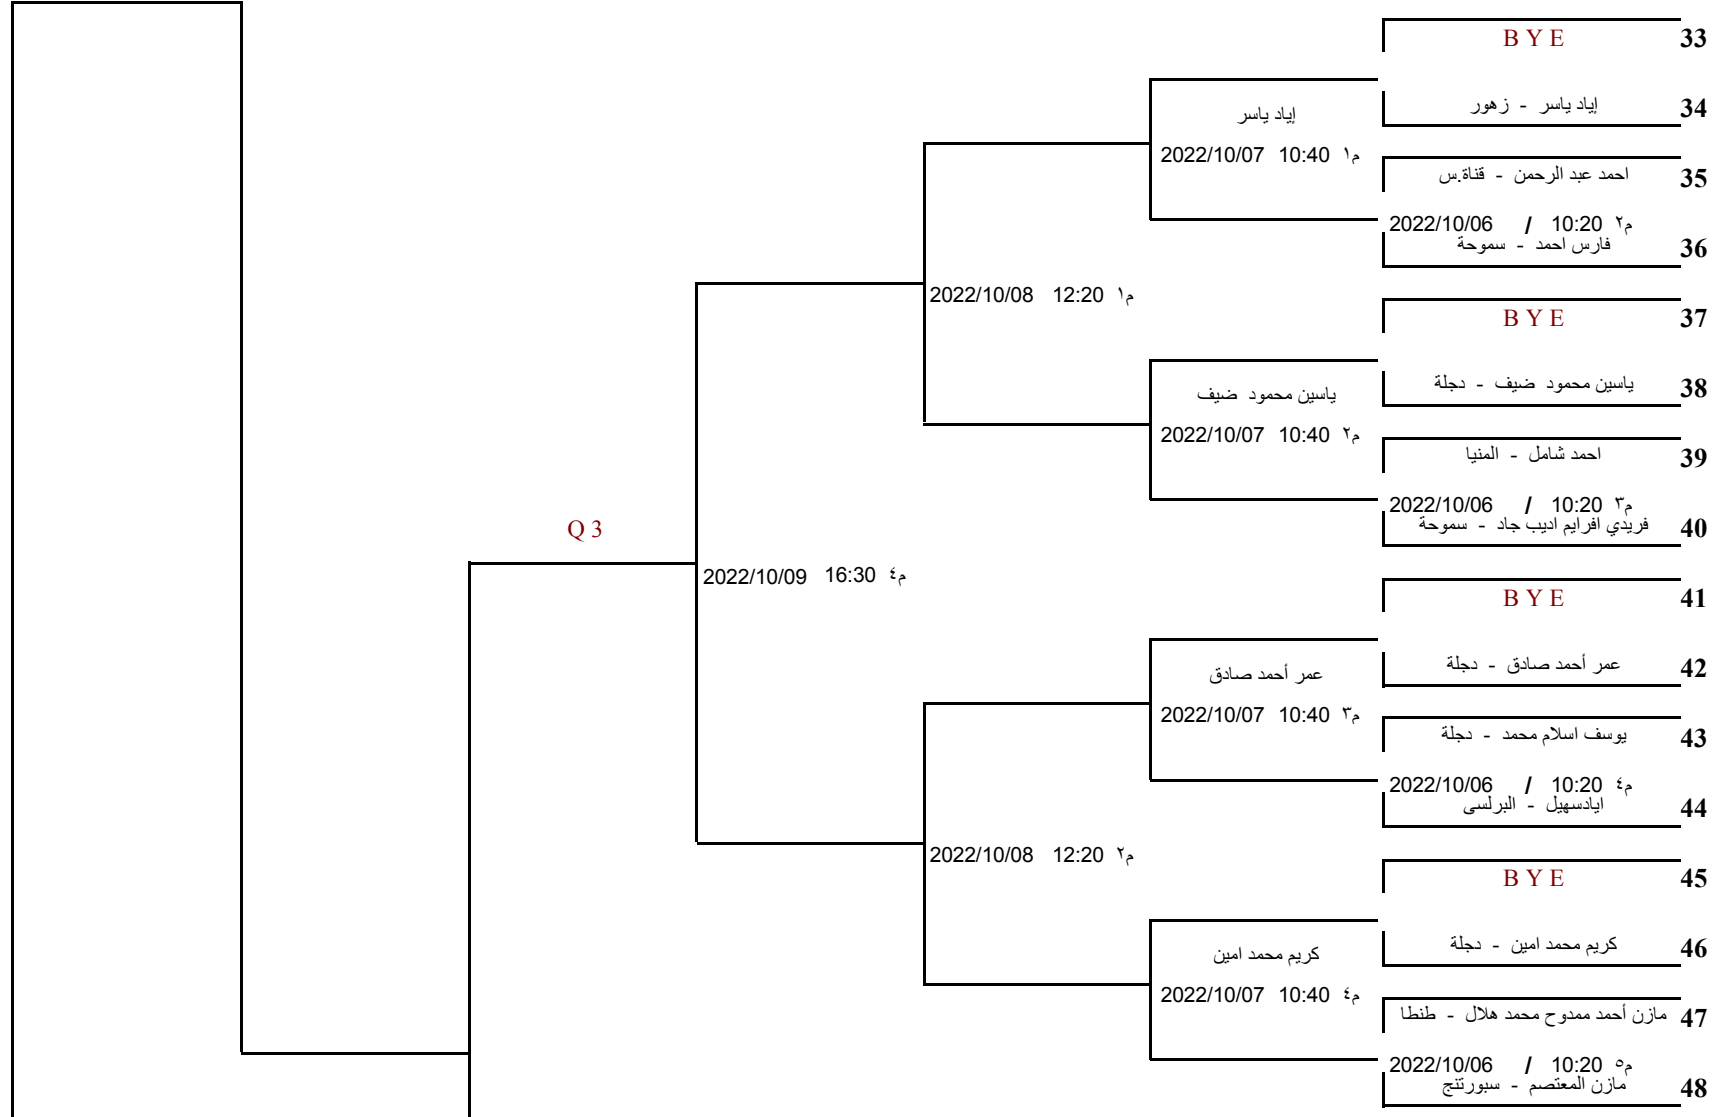 B Y E 33
إياد ياسر - زهور 34
إياد ياسر
2022/10/07 10:40 م١
احمد عبد الرحمن - قناة.س 35
2022/10/06 / 10:20 م٢
فارس احمد - سموحة 36
2022/10/08 12:20 م١
B Y E 37
ياسين محمود ضيف - دجلة 38
ياسين محمود ضيف
2022/10/07 10:40 م٢
احمد شامل - المنيا 39
2022/10/06 / 10:20 م٣
فريدي افرايم اديب جاد - سموحة 40
Q 3
2022/10/09 16:30 م٤
B Y E 41
عمر أحمد صادق - دجلة 42
عمر أحمد صادق
2022/10/07 10:40 م٣
يوسف اسلام محمد - دجلة 43
2022/10/06 / 10:20 م٤
ايادسهيل - البرلسى 44
2022/10/08 12:20 م٢
B Y E 45
كريم محمد امين - دجلة 46
كريم محمد امين
2022/10/07 10:40 م٤
مازن أحمد ممدوح محمد هلال - طنطا 47
2022/10/06 / 10:20 م٥
مازن المعتصم - سبورتنج 48